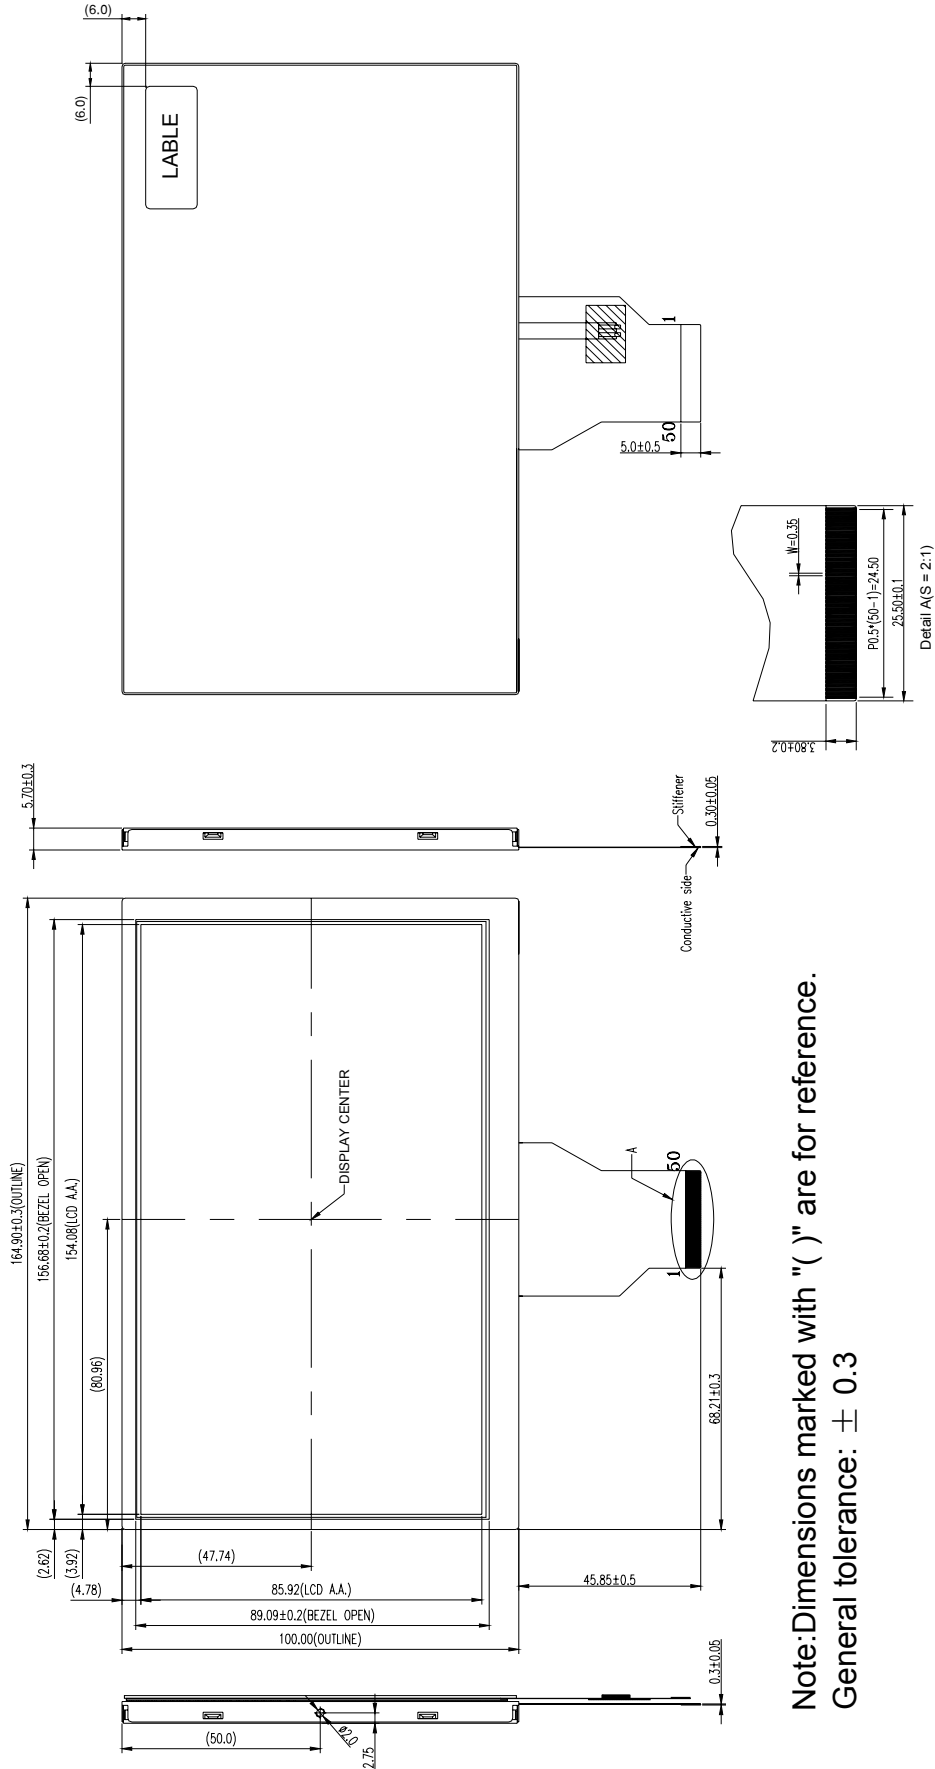 (6.0)
(6.0)
LABLE
1
50
5.0±0.5
W=0.35
P0.5*(50-1)=24.50
25.50±0.1
3.80±0.2
Detail A(S = 2:1)
5.70±0.3
Stiffener
0.30±0.05
Conductive side
164.90±0.3(OUTLINE)
156.68±0.2(BEZEL OPEN)
154.08(LCD A.A.)
(80.96)
DISPLAY CENTER
A
50
1
68.21±0.3
(2.62)
(3.92)
(4.78)
(47.74)
85.92(LCD A.A.)
89.09±0.2(BEZEL OPEN)
100.00(OUTLINE)
45.85±0.5
0.3±0.05
(50.0)
ø2.0
2.75
Note:Dimensions marked with "( )" are for reference.
General tolerance: ± 0.3